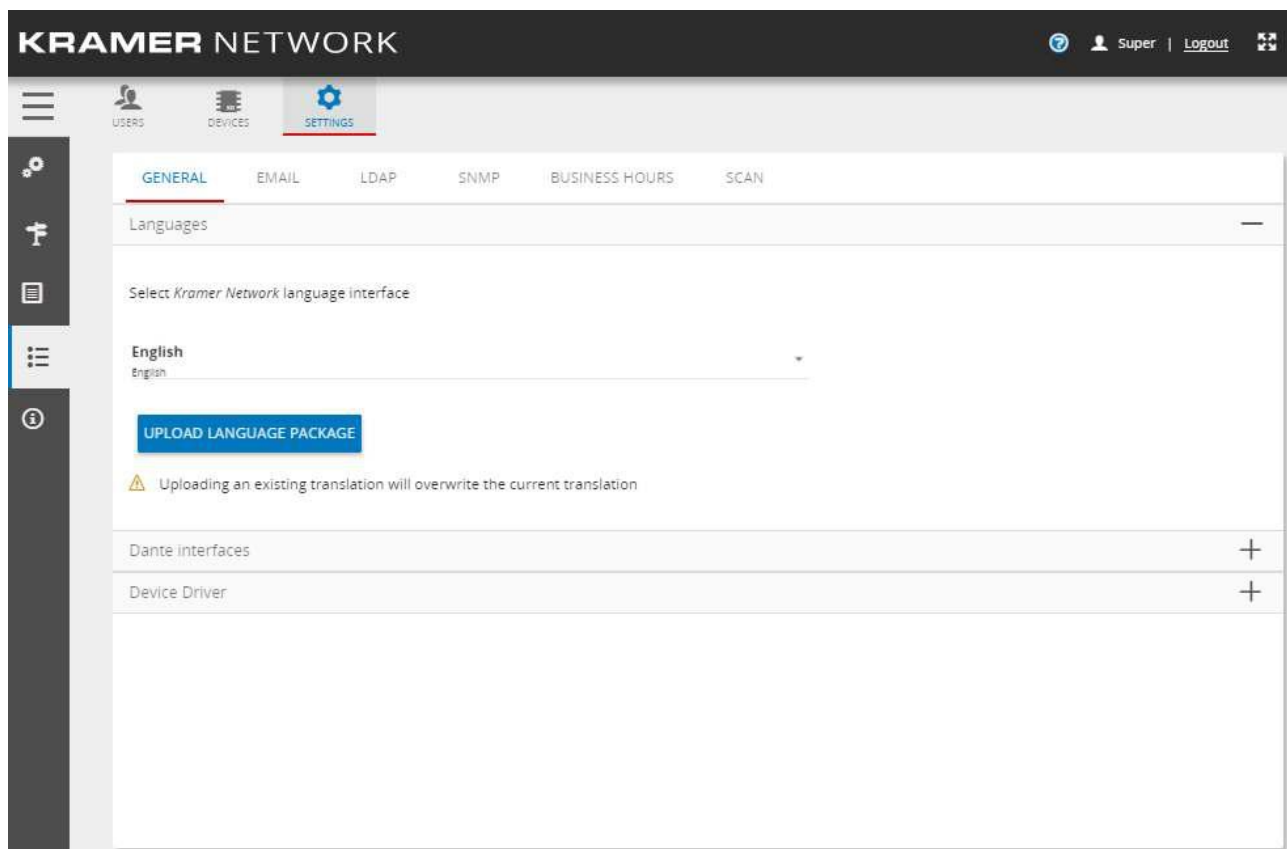 KRAMER NETWORK
Super | Logout
USERS DEVICES SETTINGS
GENERAL EMAIL LDAP SNMP BUSINESS HOURS SCAN
Languages
Select Kramer Network language interface
English
English
UPLOAD LANGUAGE PACKAGE
Uploading an existing translation will overwrite the current translation
Dante interfaces
Device Driver